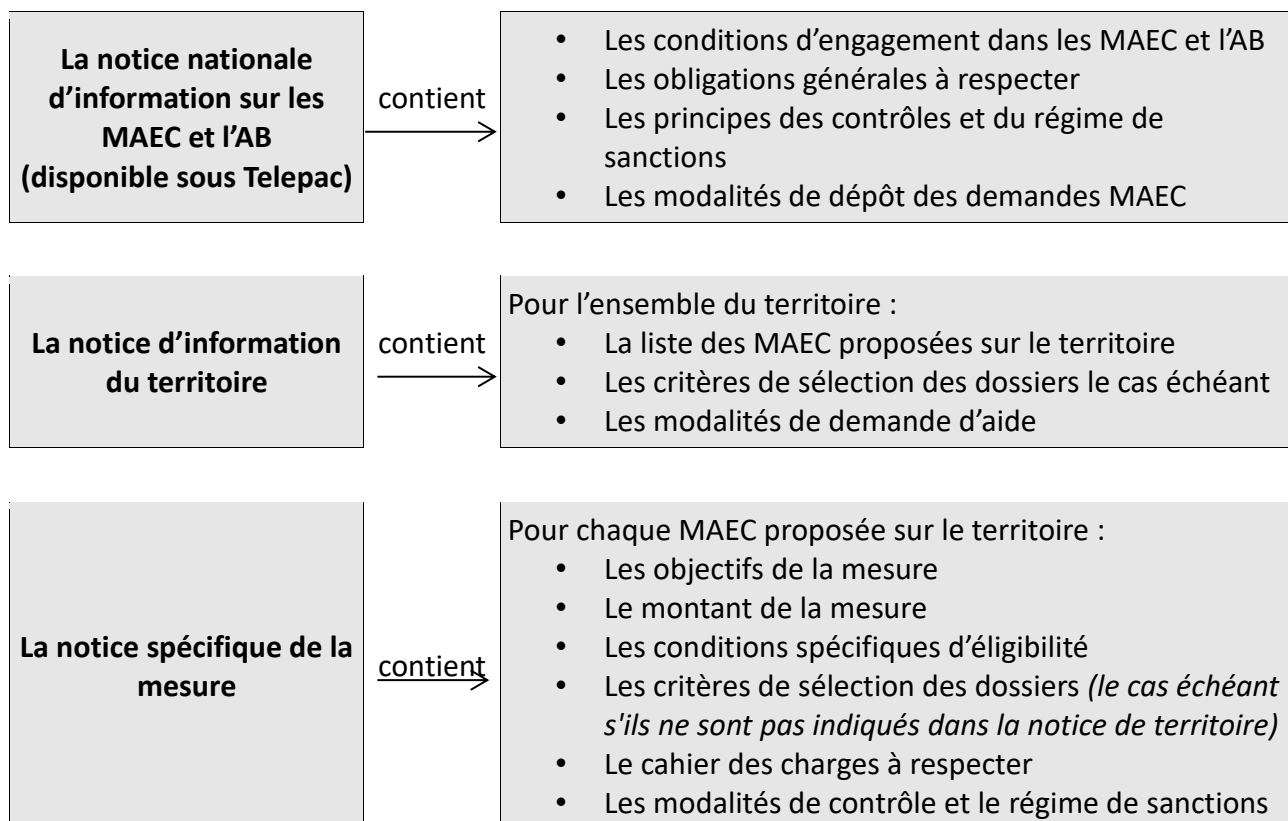 La notice nationale
d’information sur les
MAEC et l’AB
(disponible sous Telepac)
contient
• Les conditions d’engagement dans les MAEC et l’AB
• Les obligations générales à respecter
• Les principes des contrôles et du régime de
sanctions
• Les modalités de dépôt des demandes MAEC
La notice d’information
du territoire
contient
Pour l’ensemble du territoire :
• La liste des MAEC proposées sur le territoire
• Les critères de sélection des dossiers le cas échéant
• Les modalités de demande d’aide
La notice spécifique de la
mesure
contient
Pour chaque MAEC proposée sur le territoire :
• Les objectifs de la mesure
• Le montant de la mesure
• Les conditions spécifiques d’éligibilité
• Les critères de sélection des dossiers (le cas échéant
s'ils ne sont pas indiqués dans la notice de territoire)
• Le cahier des charges à respecter
• Les modalités de contrôle et le régime de sanctions